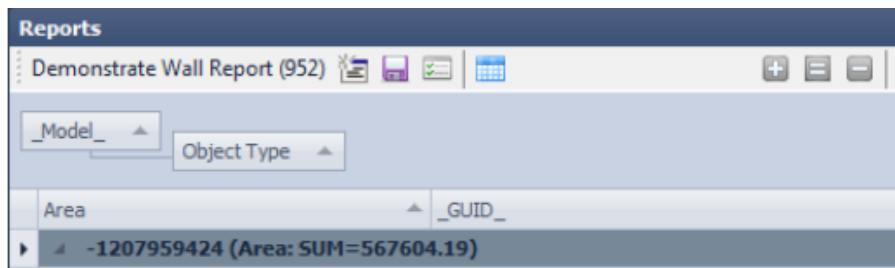 Reports
Demonstrate Wall Report (952)
_Model_
Object Type
Area _GUID_
-1207959424 (Area: SUM=567604.19)